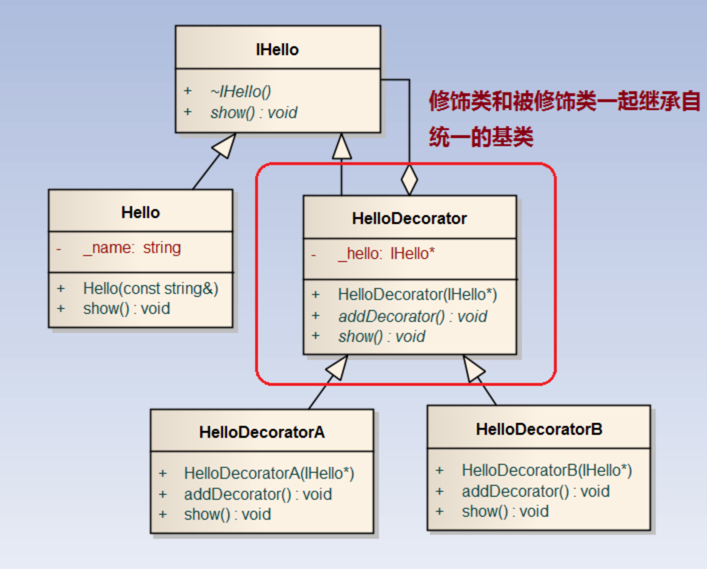 IHello
+ ~IHello()
+ show() : void
修饰类和被修饰类一起继承自
统一的基类
Hello
- _name: string
+ Hello(const string&)
+ show() : void
HelloDecorator
- _hello: IHello*
+ HelloDecorator(IHello*)
+ addDecorator() : void
+ show() : void
HelloDecoratorA
+ HelloDecoratorA(IHello*)
+ addDecorator() : void
+ show() : void
HelloDecoratorB
+ HelloDecoratorB(IHello*)
+ addDecorator() : void
+ show() : void